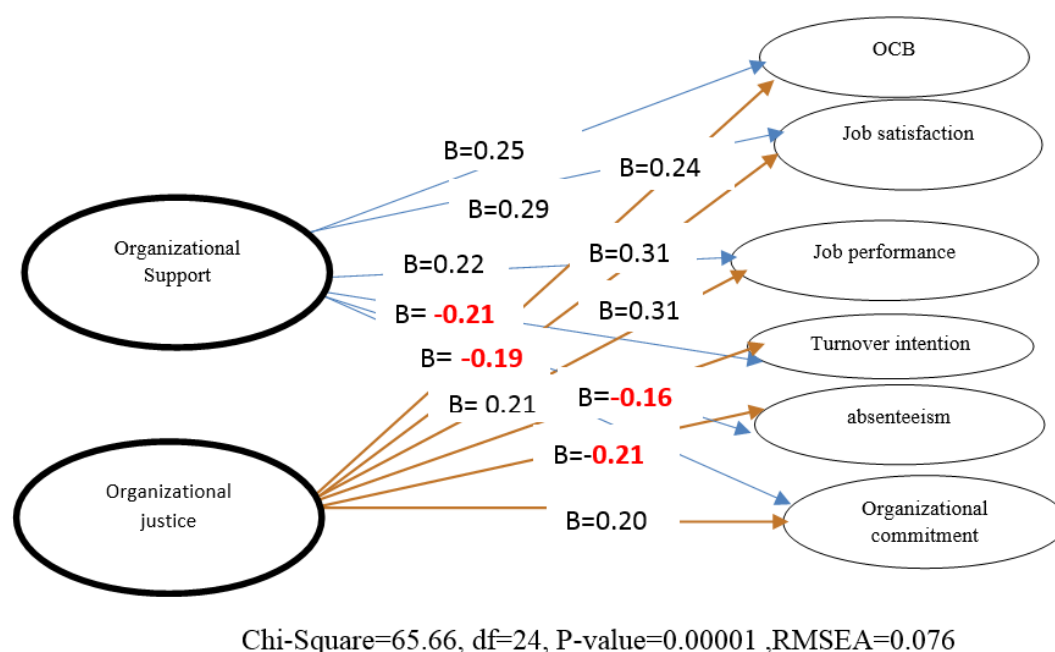 OCB
Job satisfaction
B=0.25
B=0.24
B=0.29
Organizational
Support
B=0.22
B=0.31
Job performance
B= -0.21
B=0.31
Turnover intention
B= -0.19
B= 0.21
B=-0.16
absenteeism
B=-0.21
Organizational
justice
B=0.20
Organizational
commitment
Chi-Square=65.66, df=24, P-value=0.00001 ,RMSEA=0.076